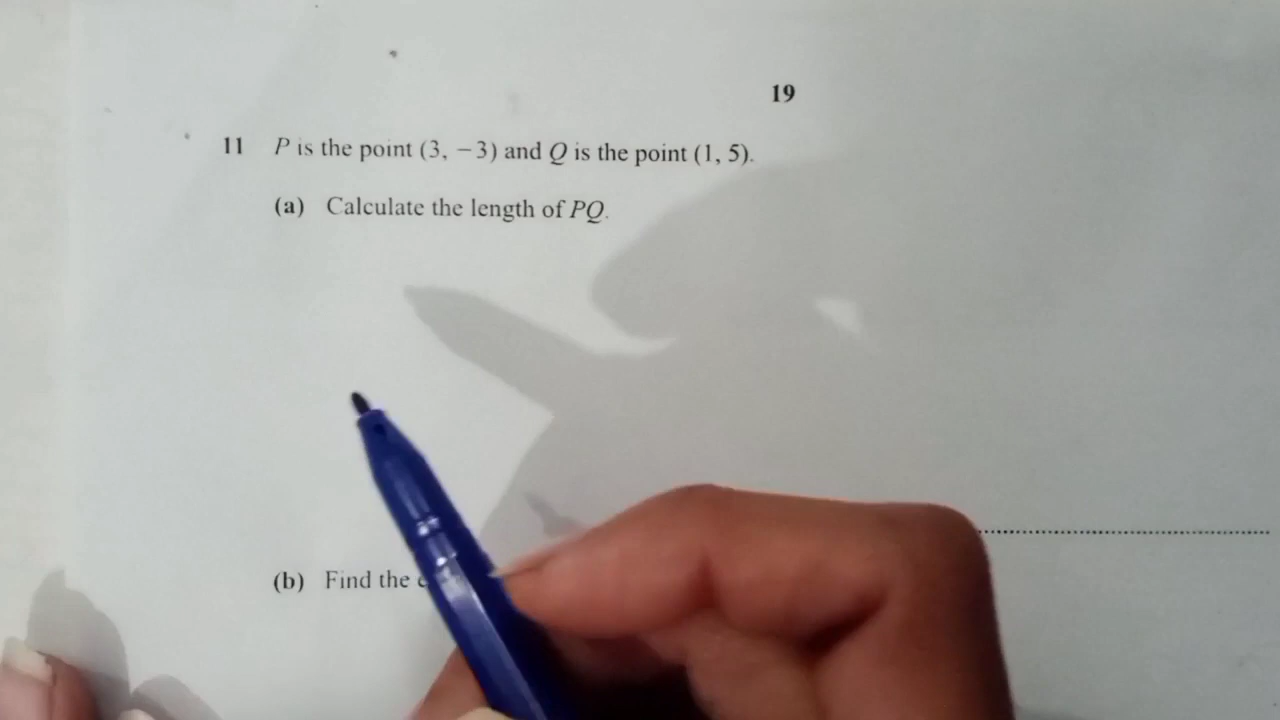 19
11 P is the point (3, −3) and Q is the point (1, 5).
(a) Calculate the length of PQ.
(b) Find the